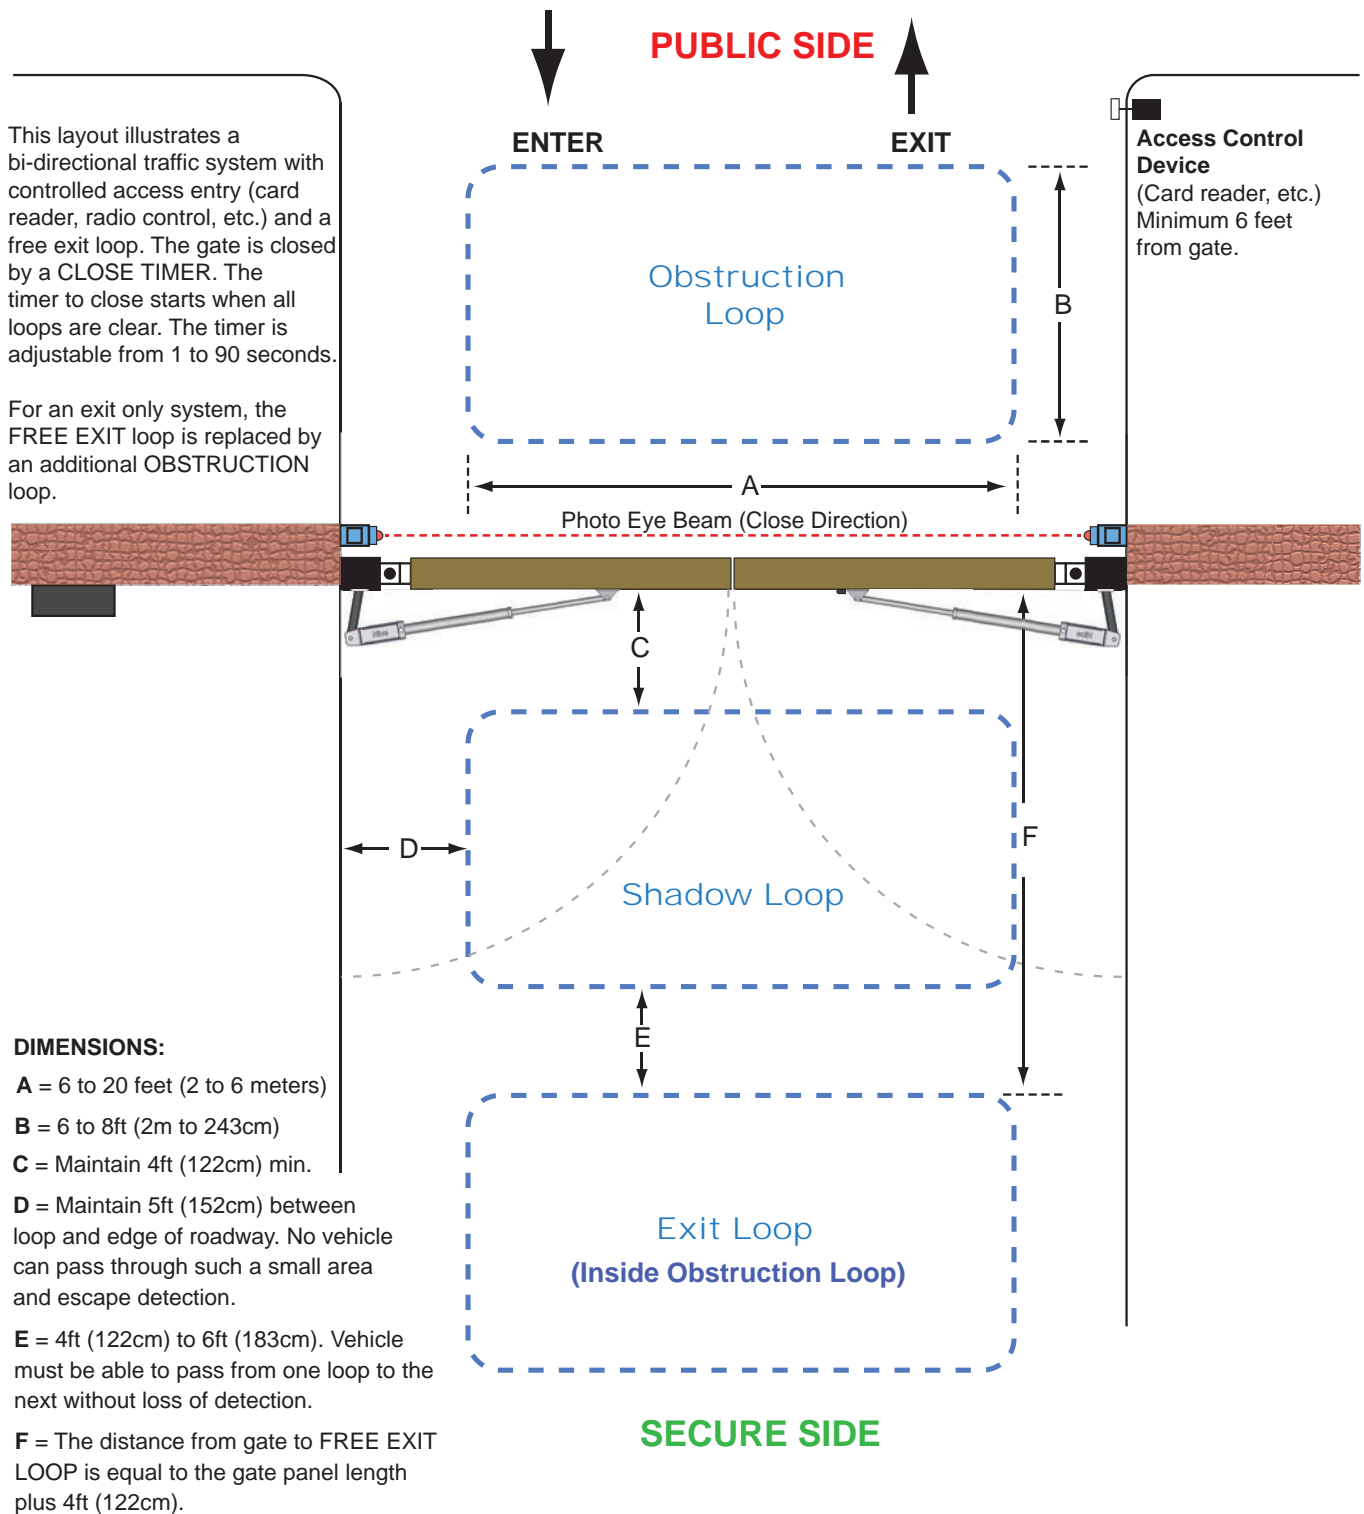 PUBLIC SIDE
ENTER
EXIT
This layout illustrates a
bi-directional traffic system with
controlled access entry (card
reader, radio control, etc.) and a
free exit loop. The gate is closed
by a CLOSE TIMER. The
timer to close starts when all
loops are clear. The timer is
adjustable from 1 to 90 seconds.
For an exit only system, the
FREE EXIT loop is replaced by
an additional OBSTRUCTION
loop.
Access Control
Device
(Card reader, etc.)
Minimum 6 feet
from gate.
Obstruction
Loop
B
A
Photo Eye Beam (Close Direction)
C
F
D
Shadow Loop
E
Exit Loop
(Inside Obstruction Loop)
SECURE SIDE
DIMENSIONS:
A = 6 to 20 feet (2 to 6 meters)
B = 6 to 8ft (2m to 243cm)
C = Maintain 4ft (122cm) min.
D = Maintain 5ft (152cm) between
loop and edge of roadway. No vehicle
can pass through such a small area
and escape detection.
E = 4ft (122cm) to 6ft (183cm). Vehicle
must be able to pass from one loop to the
next without loss of detection.
F = The distance from gate to FREE EXIT
LOOP is equal to the gate panel length
plus 4ft (122cm).